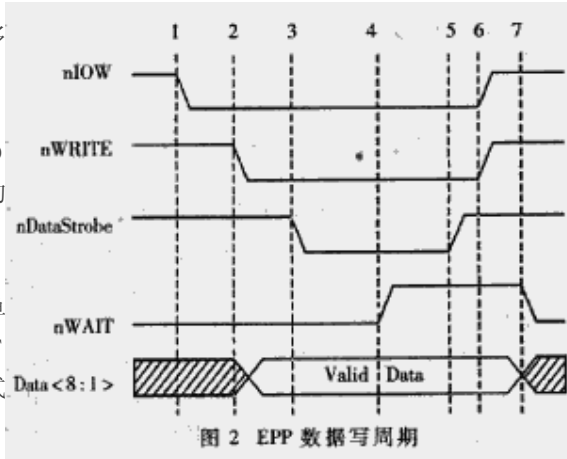 1 2 3 4 5 6 7
nIOW
nWRITE
nDataStrobe
nWAIT
Data<8:1> Valid Data
图 2 EPP 数据写周期